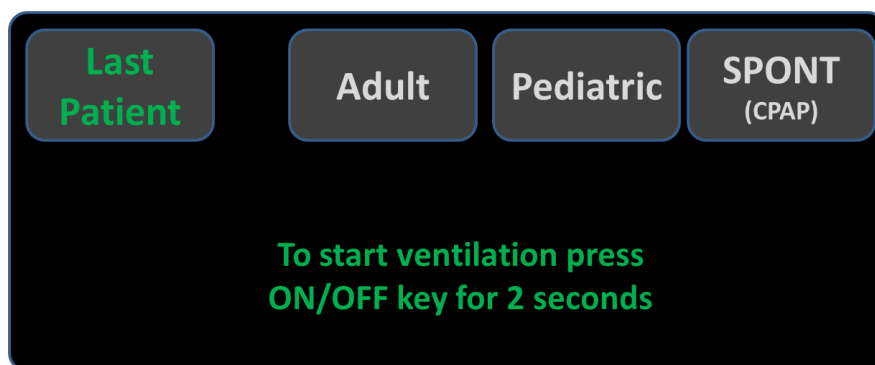 Last
Patient
Adult
Pediatric
SPONT
(CPAP)
To start ventilation press
ON/OFF key for 2 seconds